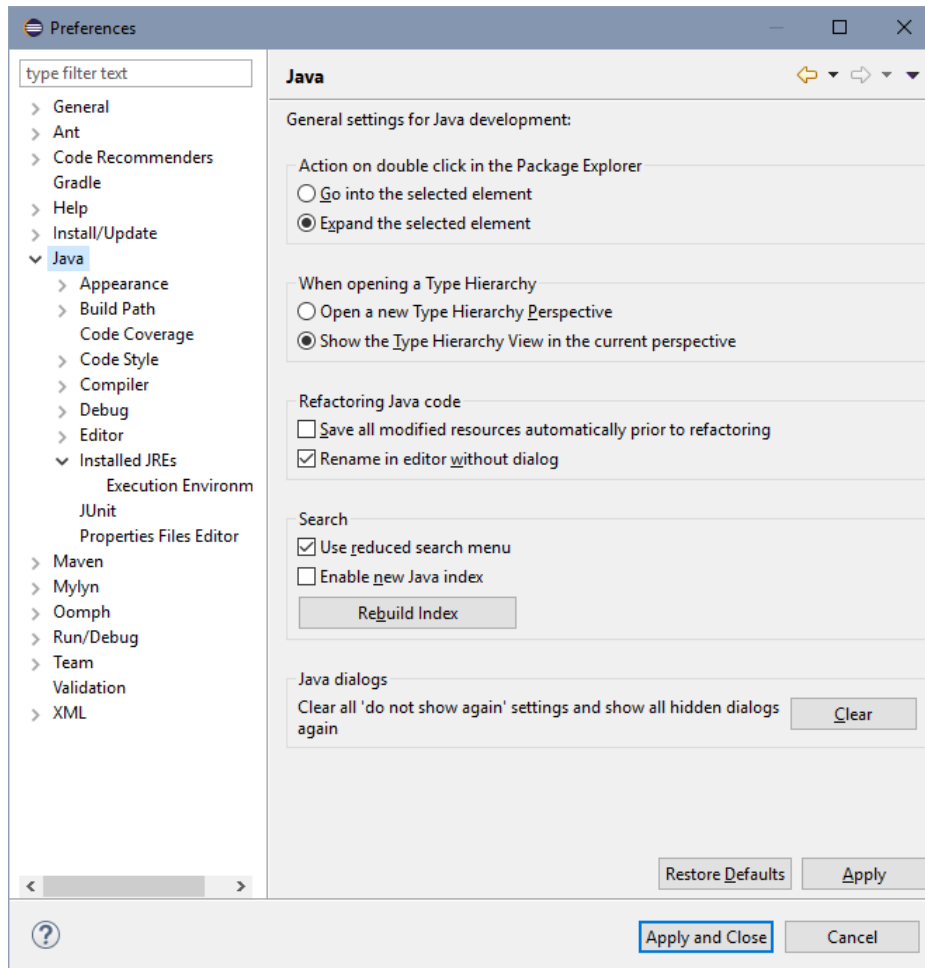 Preferences
type filter text
General
Ant
Code Recommenders
Gradle
Help
Install/Update
Java
Appearance
Build Path
Code Coverage
Code Style
Compiler
Debug
Editor
Installed JREs
Execution Environm
JUnit
Properties Files Editor
Maven
Mylyn
Oomph
Run/Debug
Team
Validation
XML
Java
General settings for Java development:
Action on double click in the Package Explorer
Go into the selected element
Expand the selected element
When opening a Type Hierarchy
Open a new Type Hierarchy Perspective
Show the Type Hierarchy View in the current perspective
Refactoring Java code
Save all modified resources automatically prior to refactoring
Rename in editor without dialog
Search
Use reduced search menu
Enable new Java index
Rebuild Index
Java dialogs
Clear all 'do not show again' settings and show all hidden dialogs
again
Clear
Restore Defaults
Apply
?
Apply and Close
Cancel